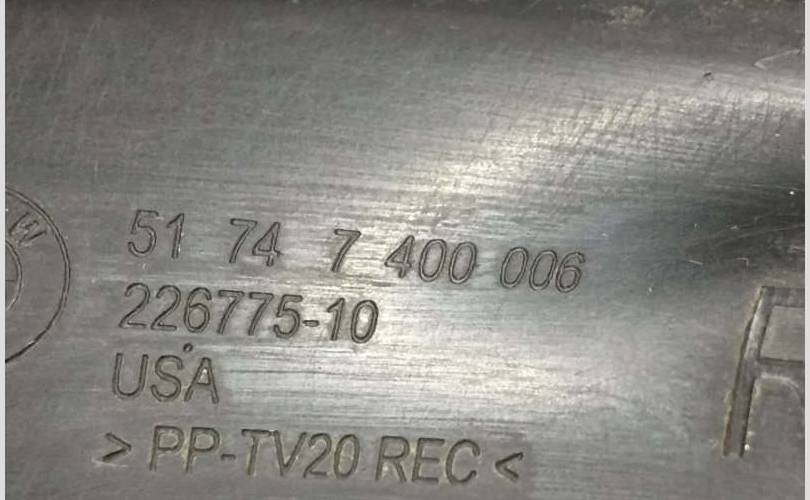 W
51 74 7 400 006
226775-10
USA
>PP-TV20 REC<